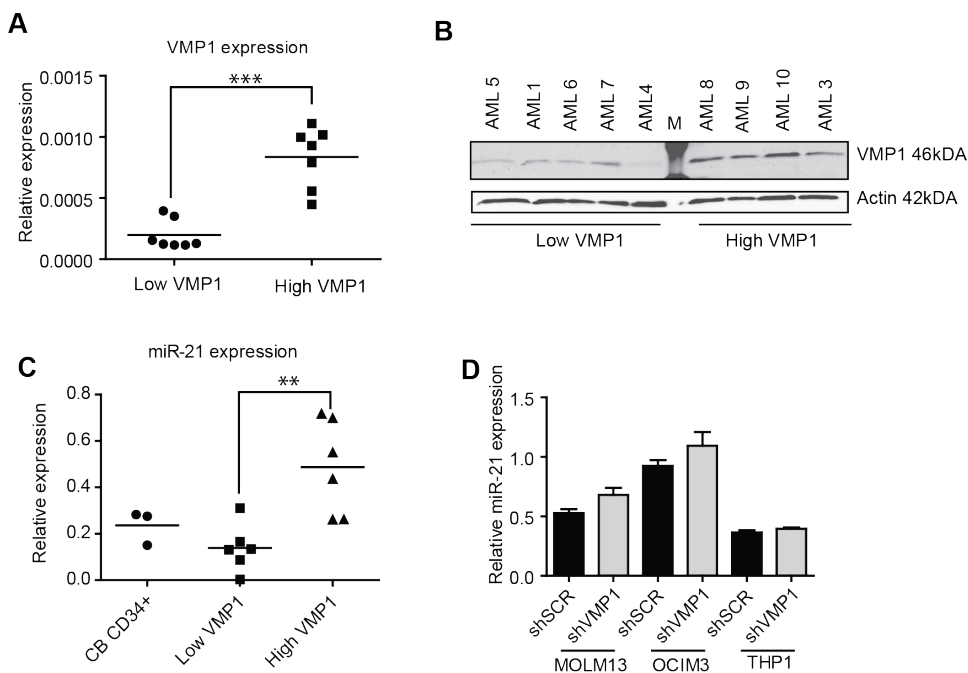 A
VMP1 expression
Relative expression
0.0015
0.0010
0.0005
0.0000
***
Low VMP1
High VMP1
B
AML 5
AML1
AML 6
AML 7
AML4
M
AML 8
AML 9
AML 10
AML 3
VMP1 46kDA
Actin 42kDA
Low VMP1
High VMP1
C
miR-21 expression
Relative expression
0.8
0.6
0.4
0.2
0.0
**
CB CD34+
Low VMP1
High VMP1
D
Relative miR-21 expression
1.5
1.0
0.5
0.0
shSCR
shVMP1
shSCR
shVMP1
shSCR
shVMP1
MOLM13
OCIM3
THP1